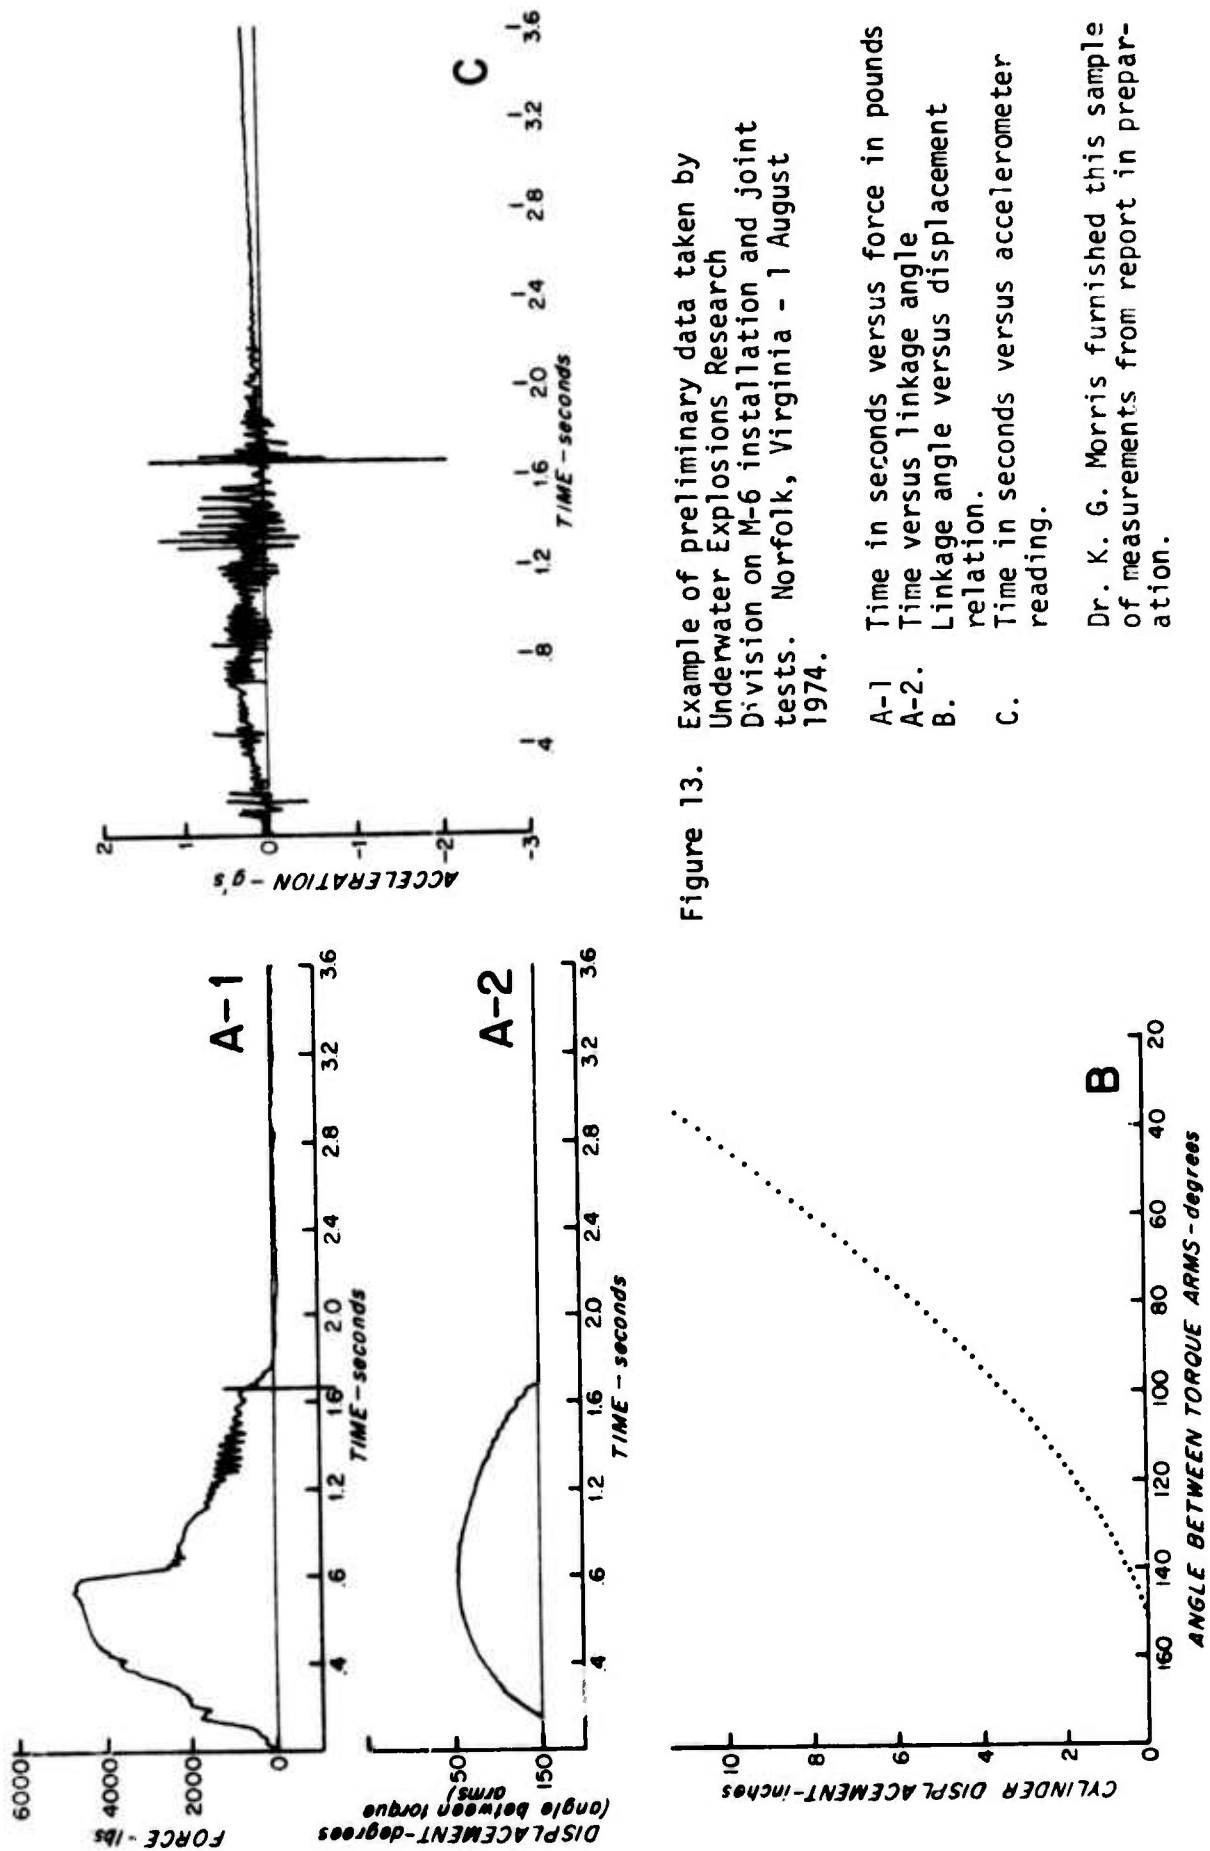 FORCE - lbs
6000
4000
2000
0
.4
.6
1.2
1.6
2.0
2.4
2.8
3.2
3.6
TIME - seconds
A-1
DISPLACEMENT-degrees
(angle between torque
arms)
50
150
.4
.6
1.2
1.6
2.0
2.4
2.8
3.2
3.6
TIME - seconds
A-2
CYLINDER DISPLACEMENT-inches
10
8
6
4
2
0
160
140
120
100
80
60
40
20
ANGLE BETWEEN TORQUE ARMS-degrees
B
ACCELERATION - g's
2
1
0
-1
-2
-3
.4
.8
1.2
1.6
2.0
2.4
2.8
3.2
3.6
TIME - seconds
C
Figure 13. Example of preliminary data taken by
Underwater Explosions Research
Division on M-6 installation and joint
tests. Norfolk, Virginia - 1 August
1974.
A-1 Time in seconds versus force in pounds
A-2. Time versus linkage angle
B. Linkage angle versus displacement
relation.
C. Time in seconds versus accelerometer
reading.
Dr. K. G. Morris furnished this sample
of measurements from report in prepar-
ation.